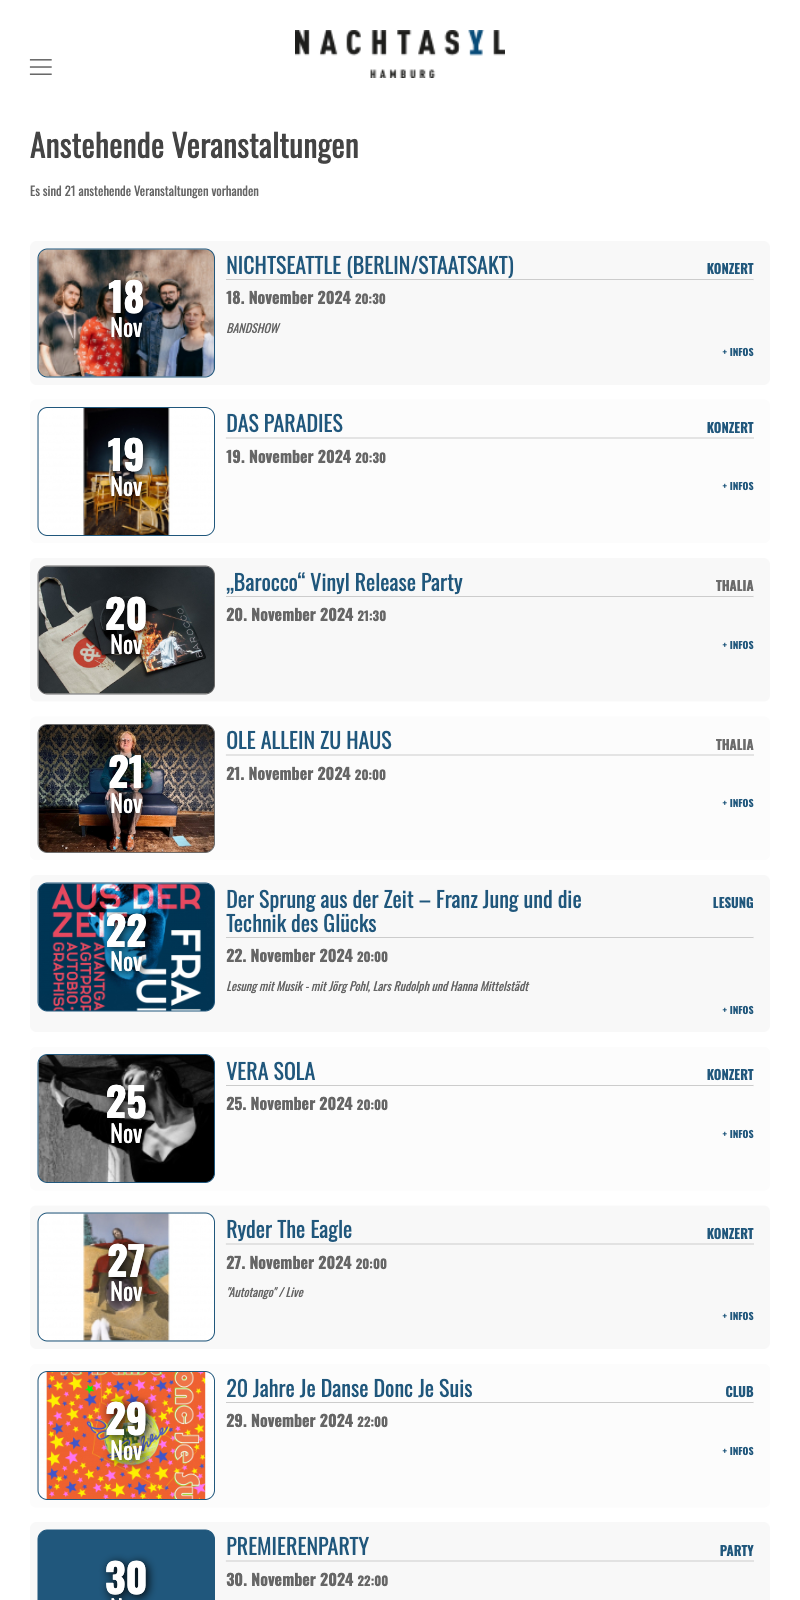 NACHTASYL
HAMBURG
Anstehende Veranstaltungen
Es sind 21 anstehende Veranstaltungen vorhanden
18
Nov
NICHTSEATTLE (BERLIN/STAATSAKT)
KONZERT
18. November 2024 20:30
BANDSHOW
+ INFOS
19
Nov
DAS PARADIES
KONZERT
19. November 2024 20:30
+ INFOS
20
Nov
BAROCCO
„Barocco“ Vinyl Release Party
THALIA
20. November 2024 21:30
+ INFOS
21
Nov
OLE ALLEIN ZU HAUS
THALIA
21. November 2024 20:00
+ INFOS
AUS DER
22
Nov
Der Sprung aus der Zeit – Franz Jung und die
Technik des Glücks
LESUNG
22. November 2024 20:00
Lesung mit Musik - mit Jörg Pohl, Lars Rudolph und Hanna Mittelstädt
+ INFOS
25
Nov
VERA SOLA
KONZERT
25. November 2024 20:00
+ INFOS
27
Nov
Ryder The Eagle
KONZERT
27. November 2024 20:00
"Autotango" / Live
+ INFOS
29
Nov
20 Jahre Je Danse Donc Je Suis
CLUB
29. November 2024 22:00
+ INFOS
30
PREMIERENPARTY
PARTY
30. November 2024 22:00